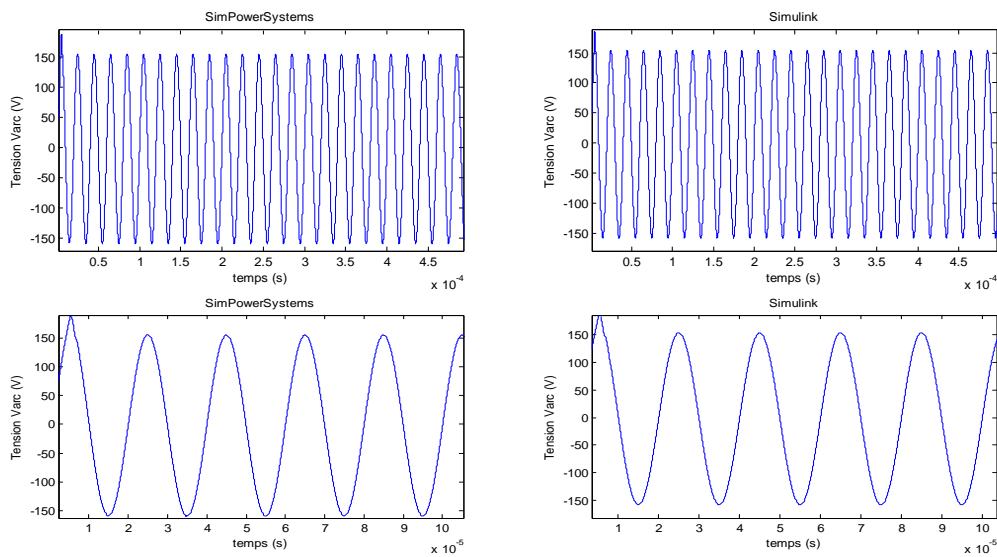 SimPowerSystems
Tension Varc (V)
150
100
50
0
-50
-100
-150
0.5 1 1.5 2 2.5 3 3.5 4 4.5
temps (s)
x 10⁻⁴
Simulink
Tension Varc (V)
150
100
50
0
-50
-100
-150
0.5 1 1.5 2 2.5 3 3.5 4 4.5
temps (s)
x 10⁻⁴
SimPowerSystems
Tension Varc (V)
150
100
50
0
-50
-100
-150
1 2 3 4 5 6 7 8 9 10
temps (s)
x 10⁻⁵
Simulink
Tension Varc (V)
150
100
50
0
-50
-100
-150
1 2 3 4 5 6 7 8 9 10
temps (s)
x 10⁻⁵